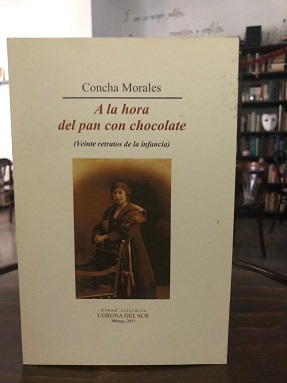 Concha Morales
A la hora
del pan con chocolate
(Veinte retratos de la infancia)
CORONA DEL SUR
Málaga, 2011